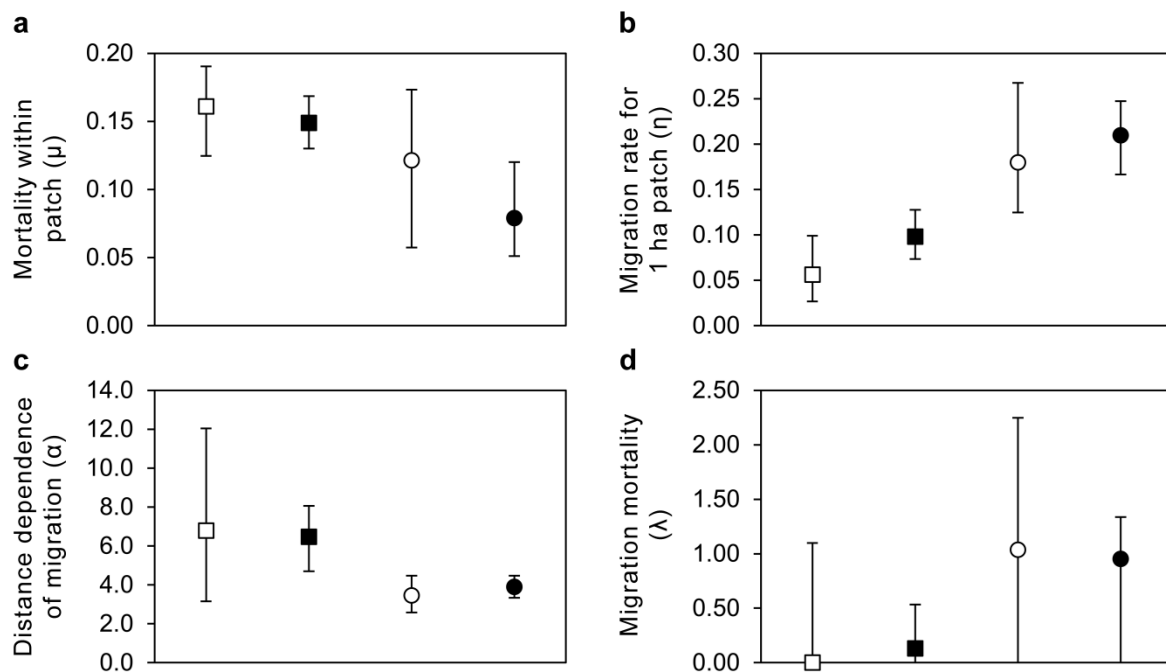 a
Mortality within
patch (μ)
0.20
0.15
0.10
0.05
0.00
b
Migration rate for
1 ha patch (η)
0.30
0.25
0.20
0.15
0.10
0.05
0.00
c
Distance dependence
of migration (α)
14.0
12.0
10.0
8.0
6.0
4.0
2.0
0.0
d
Migration mortality
(λ)
2.50
2.00
1.50
1.00
0.50
0.00